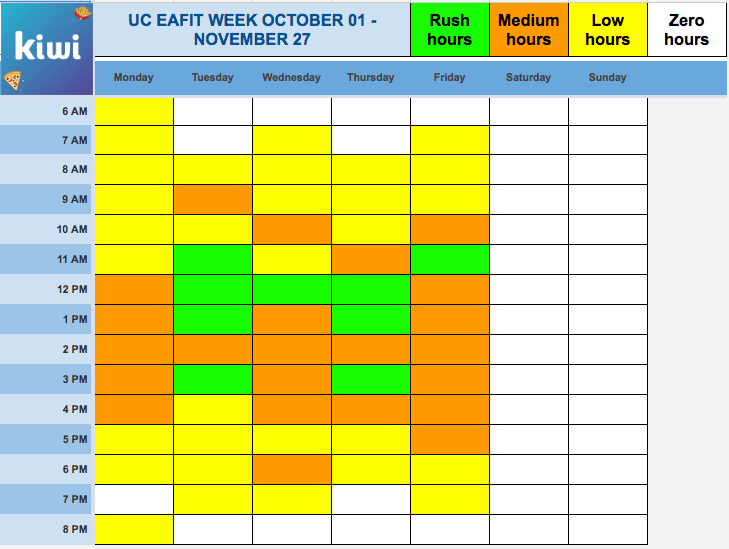 kiwi
UC EAFIT WEEK OCTOBER 01 -
NOVEMBER 27
Rush
hours
Medium
hours
Low
hours
Zero
hours
Monday Tuesday Wednesday Thursday Friday Saturday Sunday
6 AM
7 AM
8 AM
9 AM
10 AM
11 AM
12 PM
1 PM
2 PM
3 PM
4 PM
5 PM
6 PM
7 PM
8 PM